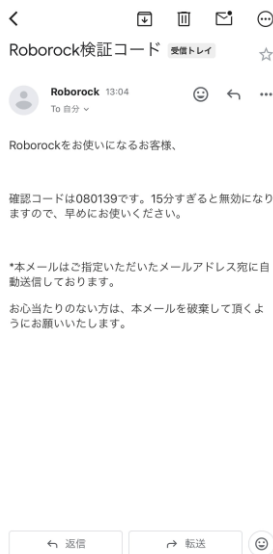 Roborock検証コード 受信トレイ
Roborock 13:04
To 自分
Roborockをお使いになるお客様、
確認コードは080139です。15分すぎると無効になり
ますので、早めにお使いください。
*本メールはご指定いただいたメールアドレス宛に自
動送信しております。
お心当たりのない方は、本メールを破棄して頂くよ
うにお願いいたします。
返信 転送